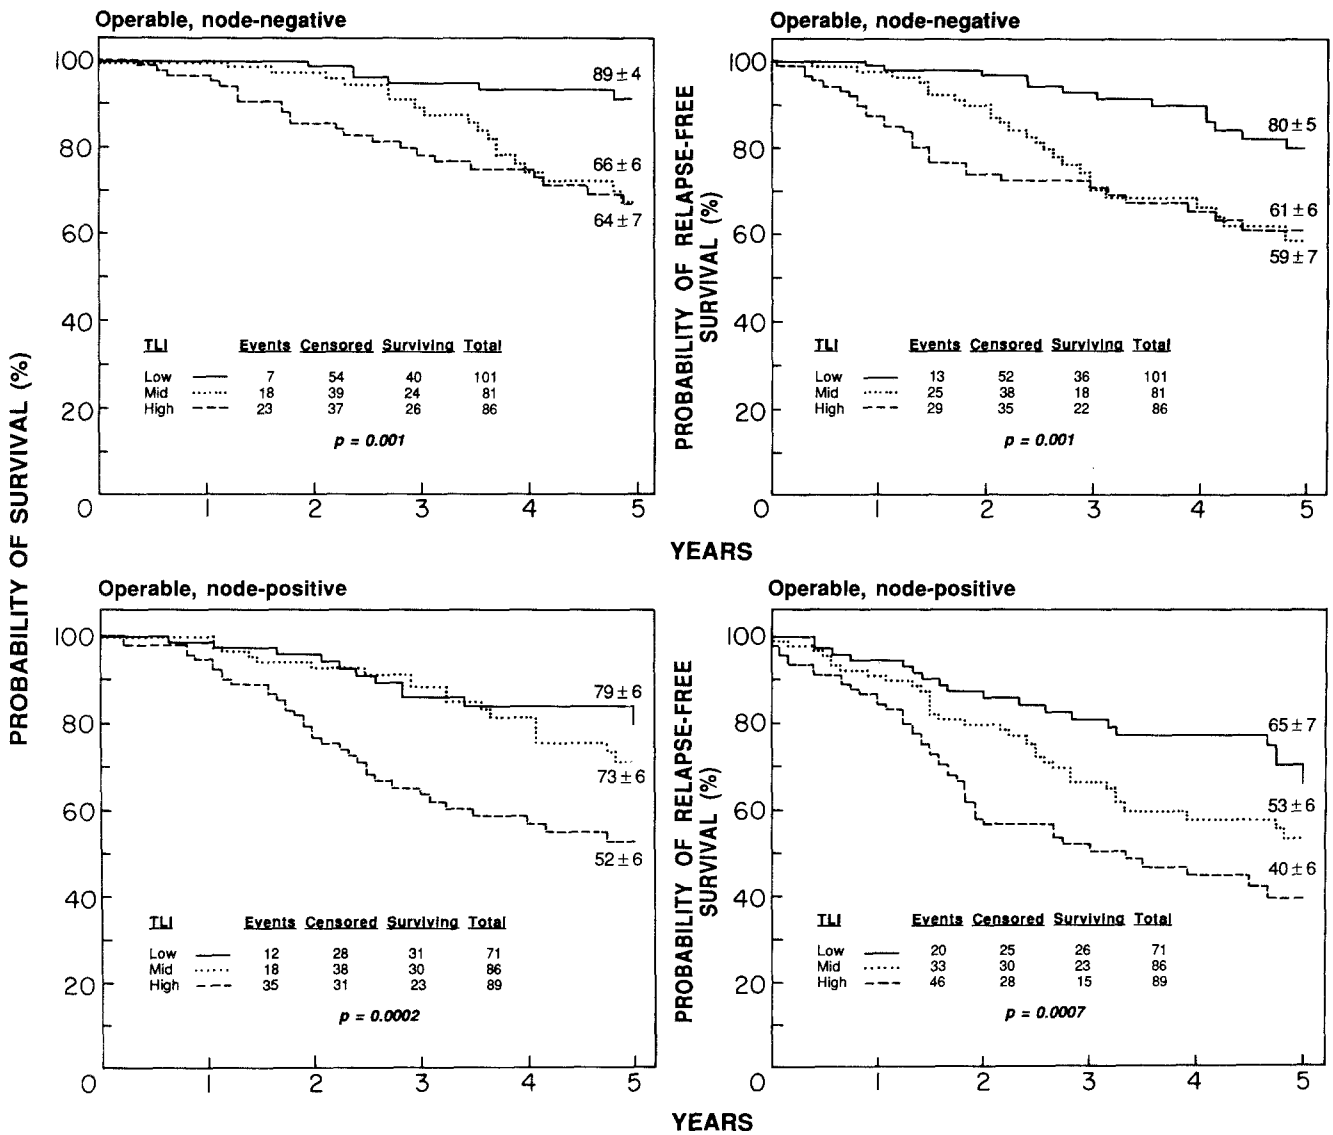 Operable, node-negative
100
80
60
40
20
0
1 2 3 4 5
89 ± 4
66 ± 6
64 ± 7
TLI Events Censored Surviving Total
Low 7 54 40 101
Mid 18 39 24 81
High 23 37 26 86
p = 0.001
Operable, node-negative
PROBABILITY OF RELAPSE-FREE
SURVIVAL (%)
100
80
60
40
20
0
1 2 3 4 5
80 ± 5
61 ± 6
59 ± 7
TLI Events Censored Surviving Total
Low 13 52 36 101
Mid 25 38 18 81
High 29 35 22 86
p = 0.001
PROBABILITY OF SURVIVAL (%)
YEARS
Operable, node-positive
100
80
60
40
20
0
1 2 3 4 5
79 ± 6
73 ± 6
52 ± 6
TLI Events Censored Surviving Total
Low 12 28 31 71
Mid 18 38 30 86
High 35 31 23 89
p = 0.0002
Operable, node-positive
PROBABILITY OF RELAPSE-FREE
SURVIVAL (%)
100
80
60
40
20
0
1 2 3 4 5
65 ± 7
53 ± 6
40 ± 6
TLI Events Censored Surviving Total
Low 20 25 26 71
Mid 33 30 23 86
High 46 28 15 89
p = 0.0007
YEARS